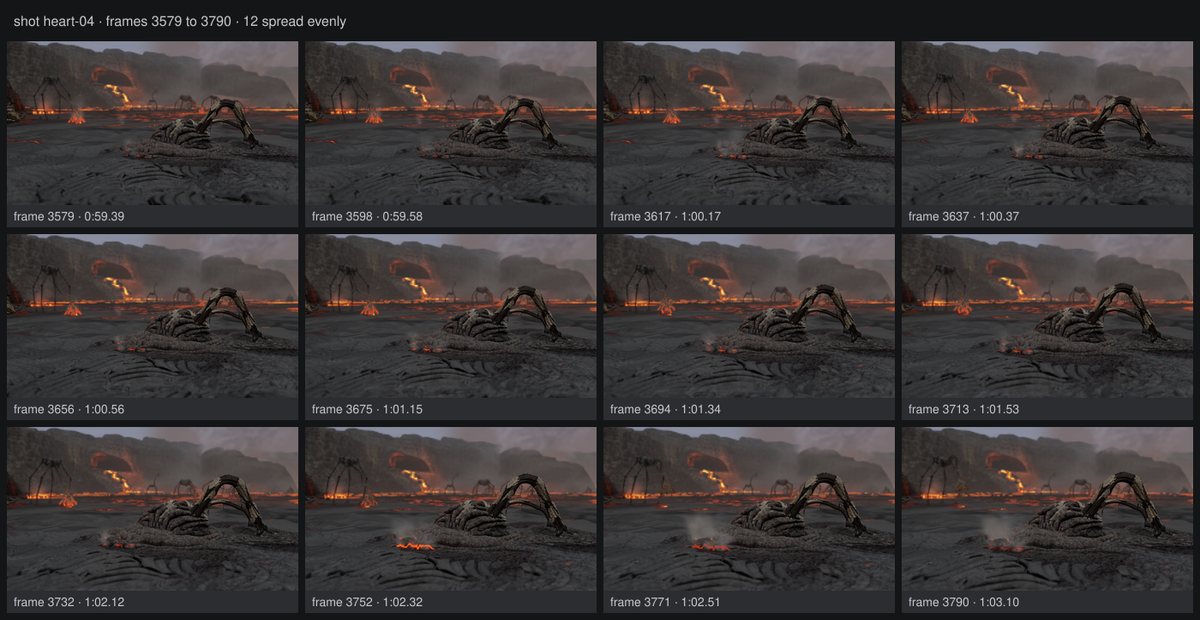 shot heart-04 · frames 3579 to 3790 · 12 spread evenly
frame 3579 · 0:59.39
frame 3598 · 0:59.58
frame 3617 · 1:00.17
frame 3637 · 1:00.37
frame 3656 · 1:00.56
frame 3675 · 1:01.15
frame 3694 · 1:01.34
frame 3713 · 1:01.53
frame 3732 · 1:02.12
frame 3752 · 1:02.32
frame 3771 · 1:02.51
frame 3790 · 1:03.10